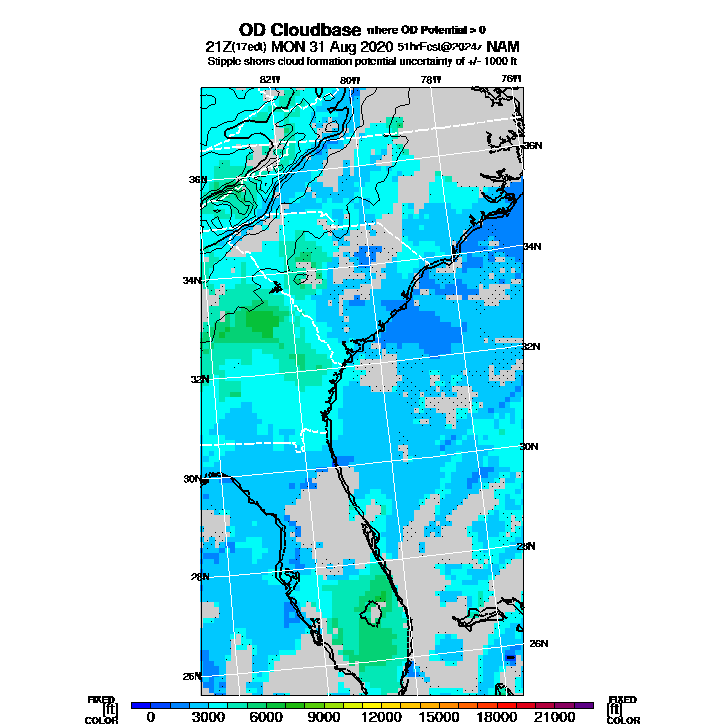 OD Cloudbase where OD Potential > 0
21Z(17edt) MON 31 Aug 2020 51hrFcst@2024z NAM
Stipple shows cloud formation potential uncertainty of +/- 1000 ft
82W 80W 78W 76W
36N
36N
34N
34N
32N
32N
30N
30N
28N
28N
26N
26N
FIXED FIXED
[ft] [ft]
COLOR 0 3000 6000 9000 12000 15000 18000 21000 COLOR